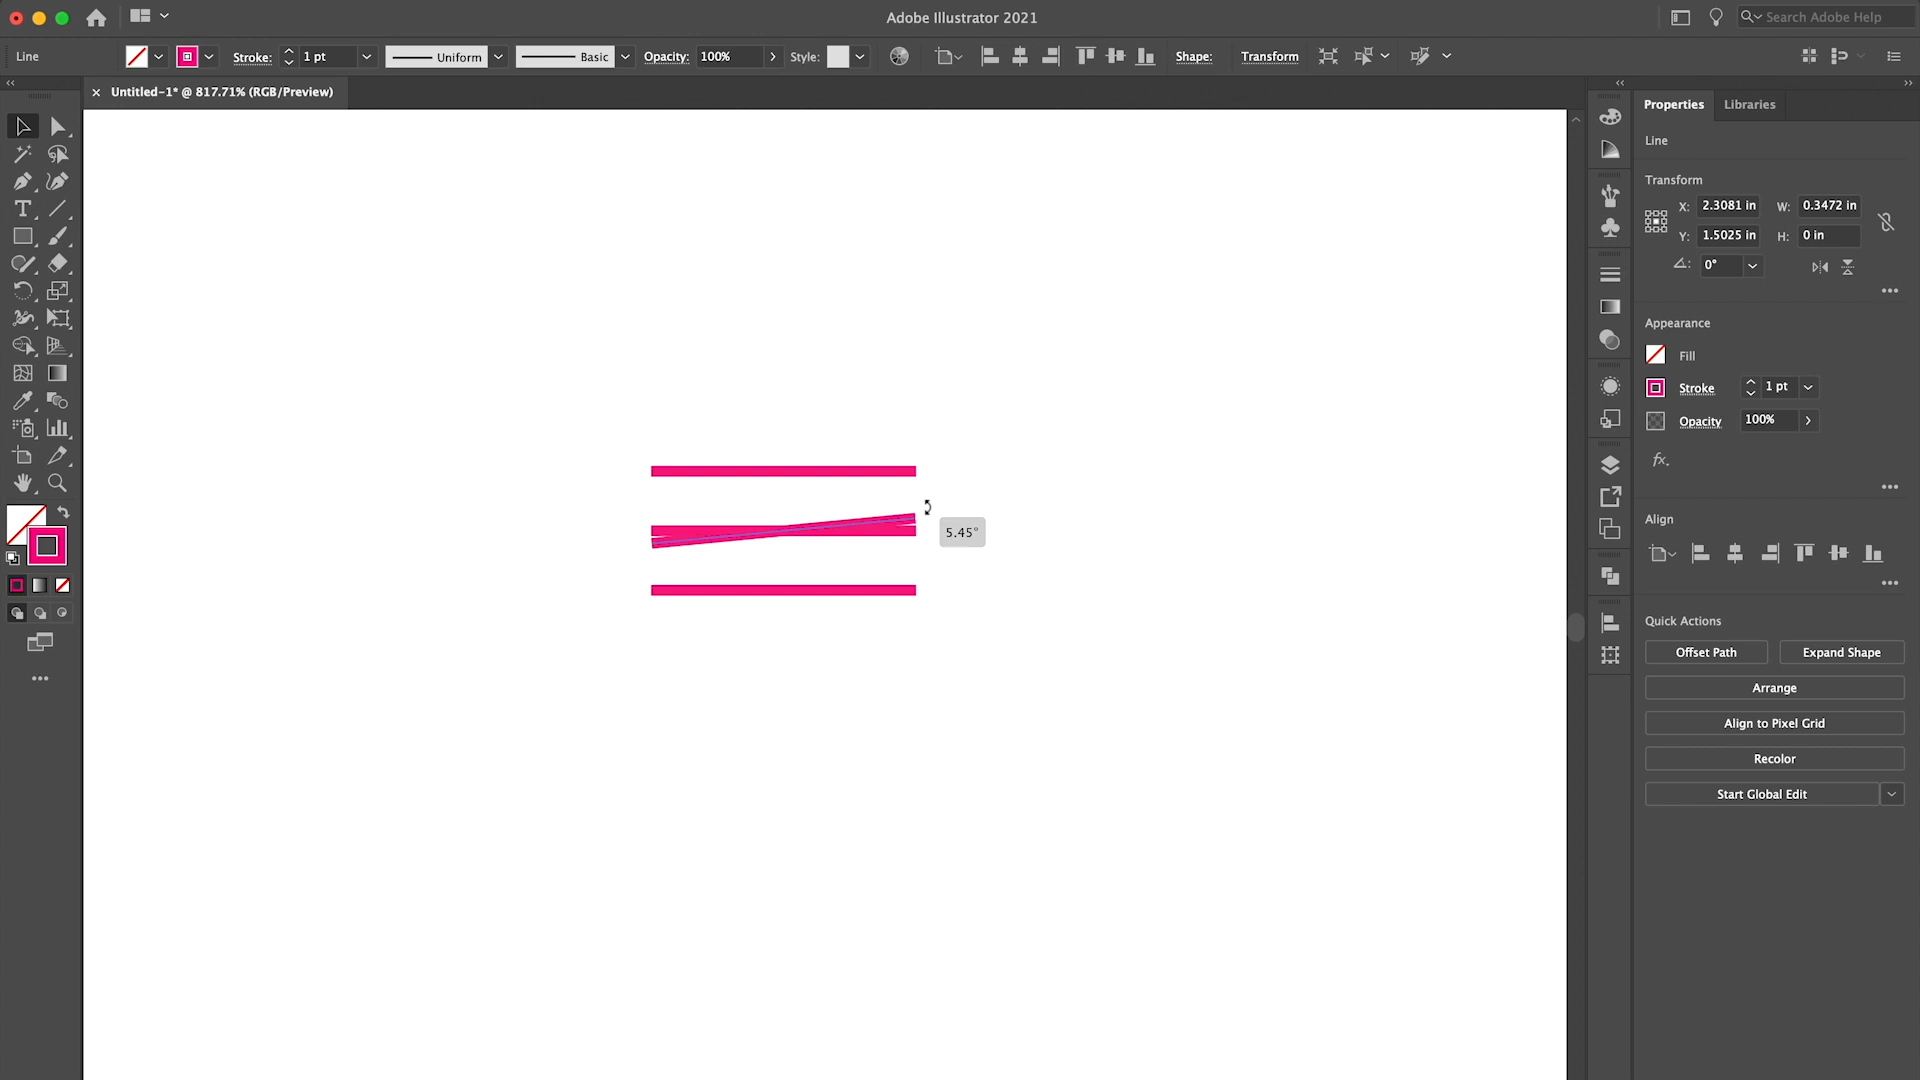 Adobe Illustrator 2021
Search Adobe Help
Line
Stroke:
1 pt
Uniform
Basic
Opacity:
100%
Style:
Shape:
Transform
Untitled-1* @ 817.71% (RGB/Preview)
Properties
Libraries
Line
Transform
X:
2.3081 in
W:
0.3472 in
Y:
1.5025 in
H:
0 in
0°
Appearance
Fill
Stroke
1 pt
Opacity
100%
fx.
Align
Quick Actions
Offset Path
Expand Shape
Arrange
Align to Pixel Grid
Recolor
Start Global Edit
5.45°